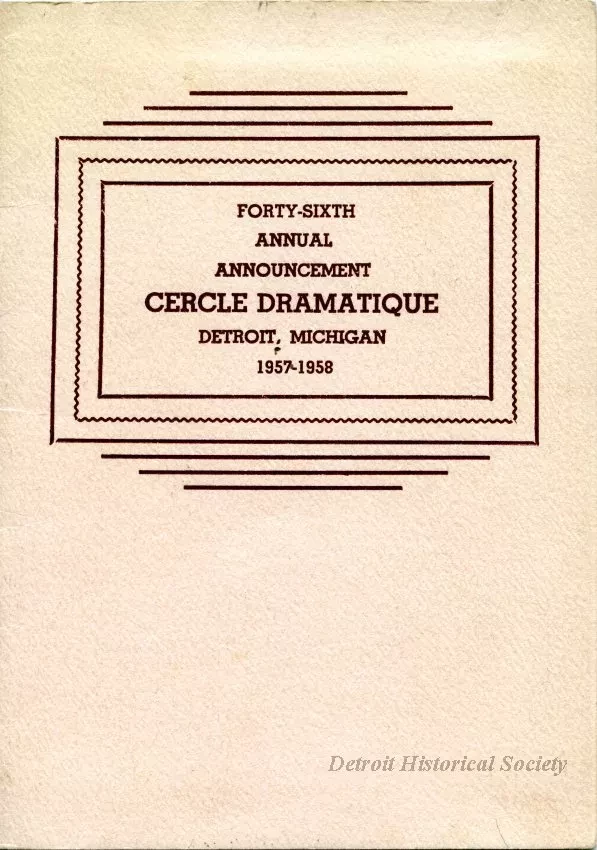 FORTY-SIXTH
ANNUAL
ANNOUNCEMENT
CERCLE DRAMATIQUE
DETROIT, MICHIGAN
1957-1958
Detroit Historical Society